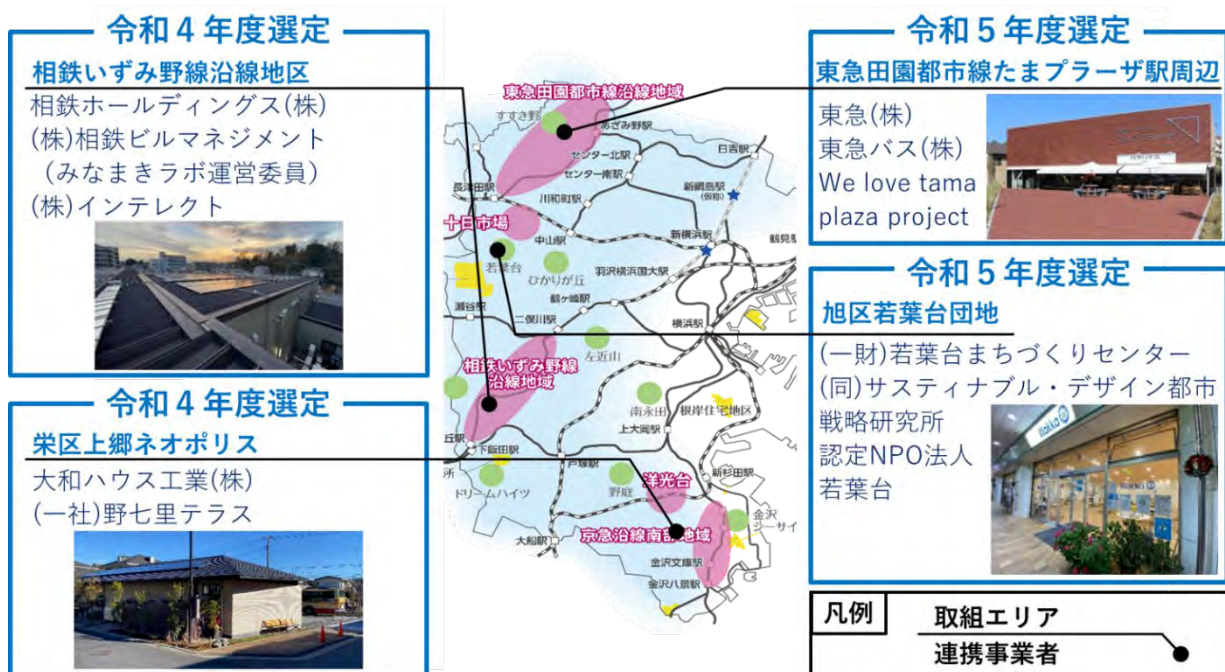 令和4年度選定
相鉄いずみ野線沿線地区
相鉄ホールディングス(株)
(株)相鉄ビルマネジメント
(みなまきラボ運営委員)
(株)インテレクト
令和4年度選定
栄区上郷ネオポリス
大和ハウス工業(株)
(一社)野七里テラス
東急田園都市線沿線地域
すすき野
あざみ野駅
日吉駅
センター北駅
センター南駅
長津田駅
新綱島駅
(仮称)
川和町駅
十日市場
中山駅
新横浜駅
若葉台
ひかりが丘
羽沢横浜国大駅
鶴ヶ峰駅
瀬谷駅
二俣川駅
横浜駅
左近山
相鉄いずみ野線
沿線地域
南永田
根岸住宅地区
上大岡駅
下飯田駅
戸塚駅
新杉田駅
洋光台
ドリームハイツ
野庭
金沢
シーサイ
大船駅
京急沿線南部地域
金沢文庫駅
金沢八景駅
令和5年度選定
東急田園都市線たまプラーザ駅周辺
東急(株)
東急バス(株)
We love tama
plaza project
令和5年度選定
旭区若葉台団地
(一財)若葉台まちづくりセンター
(同)サスティナブル・デザイン都市
戦略研究所
認定NPO法人
若葉台
凡例
取組エリア
連携事業者